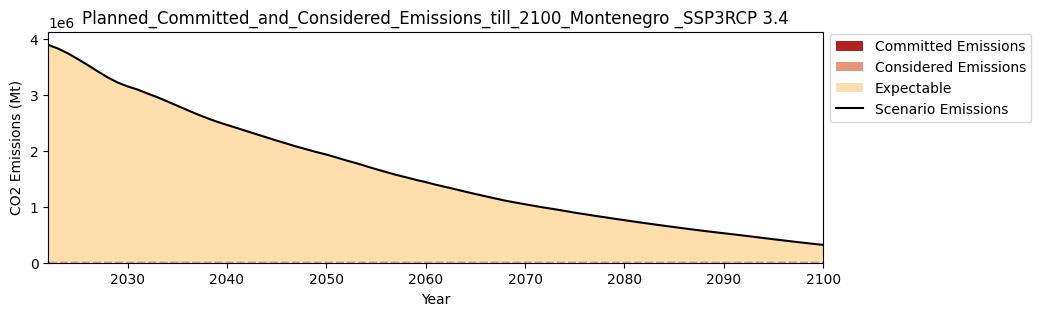 Planned_Committed_and_Considered_Emissions_till_2100_Montenegro _SSP3RCP 3.4
1e6
4
3
2
1
0
CO2 Emissions (Mt)
2030 2040 2050 2060 2070 2080 2090 2100
Year
Committed Emissions
Considered Emissions
Expectable
Scenario Emissions